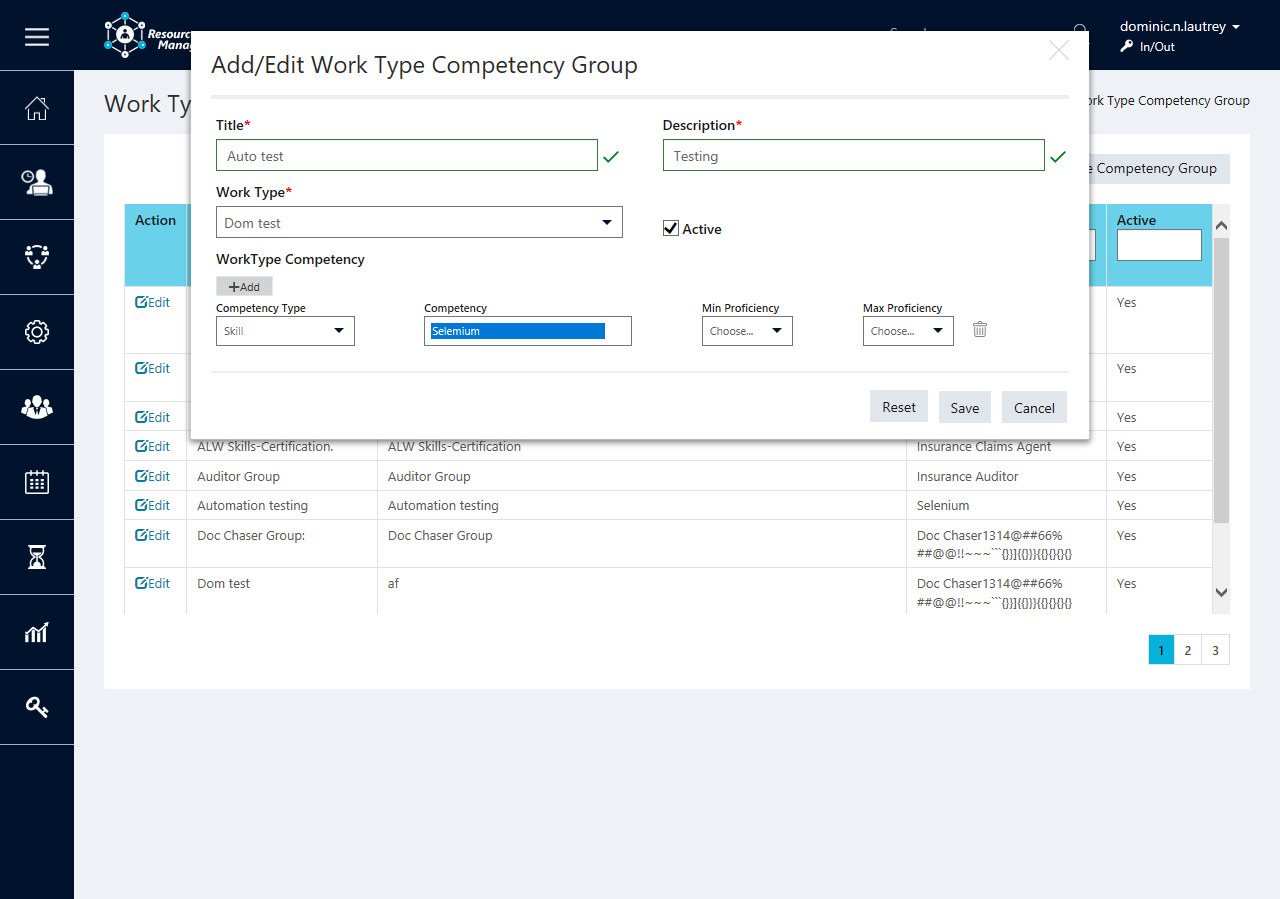 Resourc
Manag
dominic.n.lautrey
In/Out
Add/Edit Work Type Competency Group
Work Ty
ork Type Competency Group
Title*
Description*
Auto test
Testing
e Competency Group
Work Type*
Dom test
Active
Action
Active
WorkType Competency
Add
Competency Type
Competency
Min Proficiency
Max Proficiency
Skill
Selemium
Choose...
Choose...
Edit
Yes
Edit
Yes
Reset
Save
Cancel
Edit
Yes
Edit
ALW Skills-Certification.
ALW Skills-Certification
Insurance Claims Agent
Yes
Edit
Auditor Group
Auditor Group
Insurance Auditor
Yes
Edit
Automation testing
Automation testing
Selenium
Yes
Edit
Doc Chaser Group:
Doc Chaser Group
Doc Chaser1314@##66%
##@@!!~~~```{}}]{{}}}{{}{}{}{}
Yes
Edit
Dom test
af
Doc Chaser1314@##66%
##@@!!~~~```{}}]{{}}}{{}{}{}{}
Yes
1
2
3